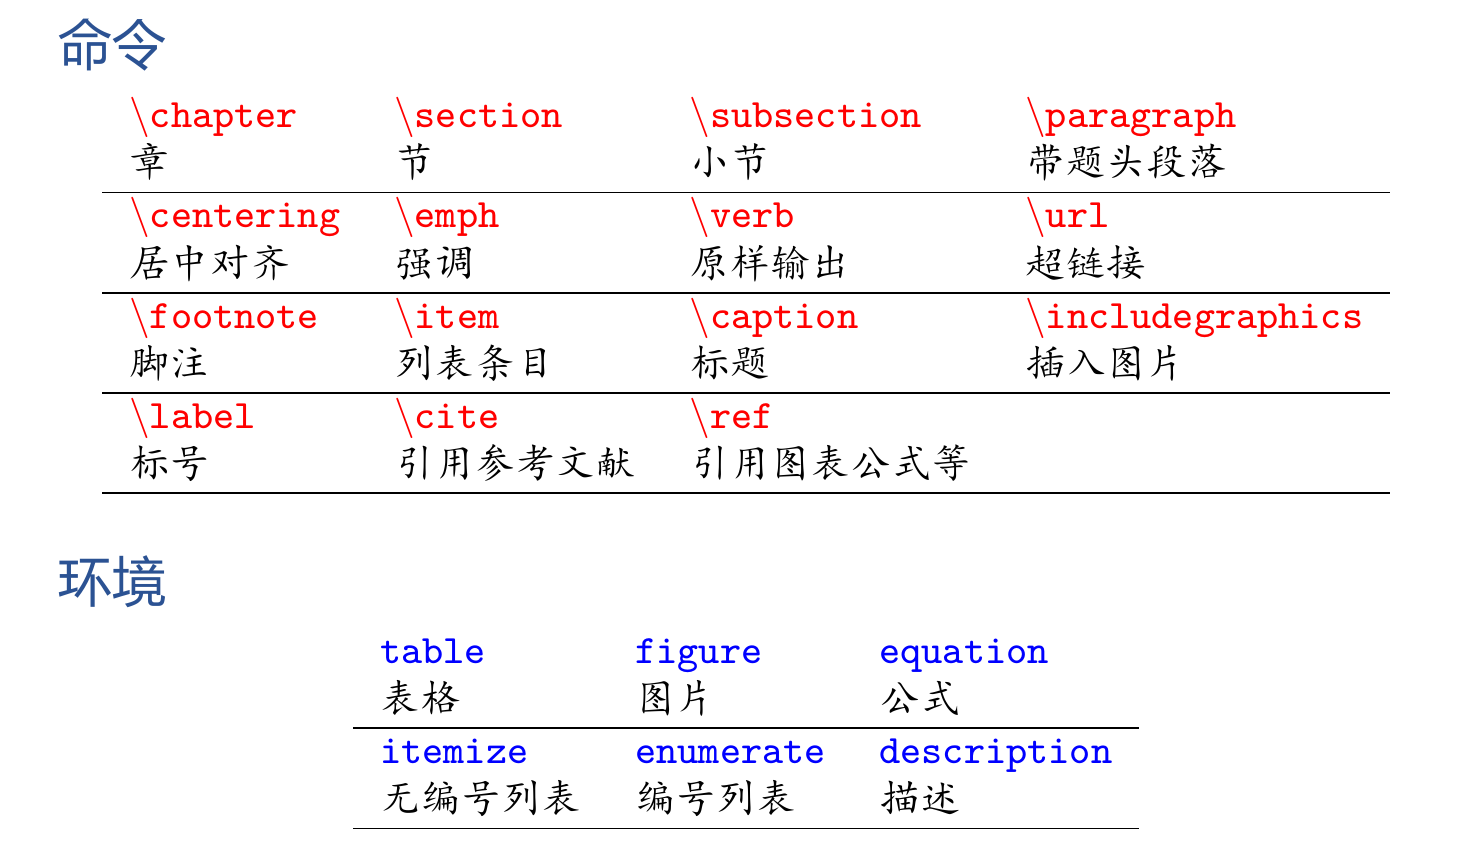 命令
\chapter \section \subsection \paragraph
章 节 小节 带题头段落
\centering \emph \verb \url
居中对齐 强调 原样输出 超链接
\footnote \item \caption \includegraphics
脚注 列表条目 标题 插入图片
\label \cite \ref
标号 引用参考文献 引用图表公式等
环境
table figure equation
表格 图片 公式
itemize enumerate description
无编号列表 编号列表 描述